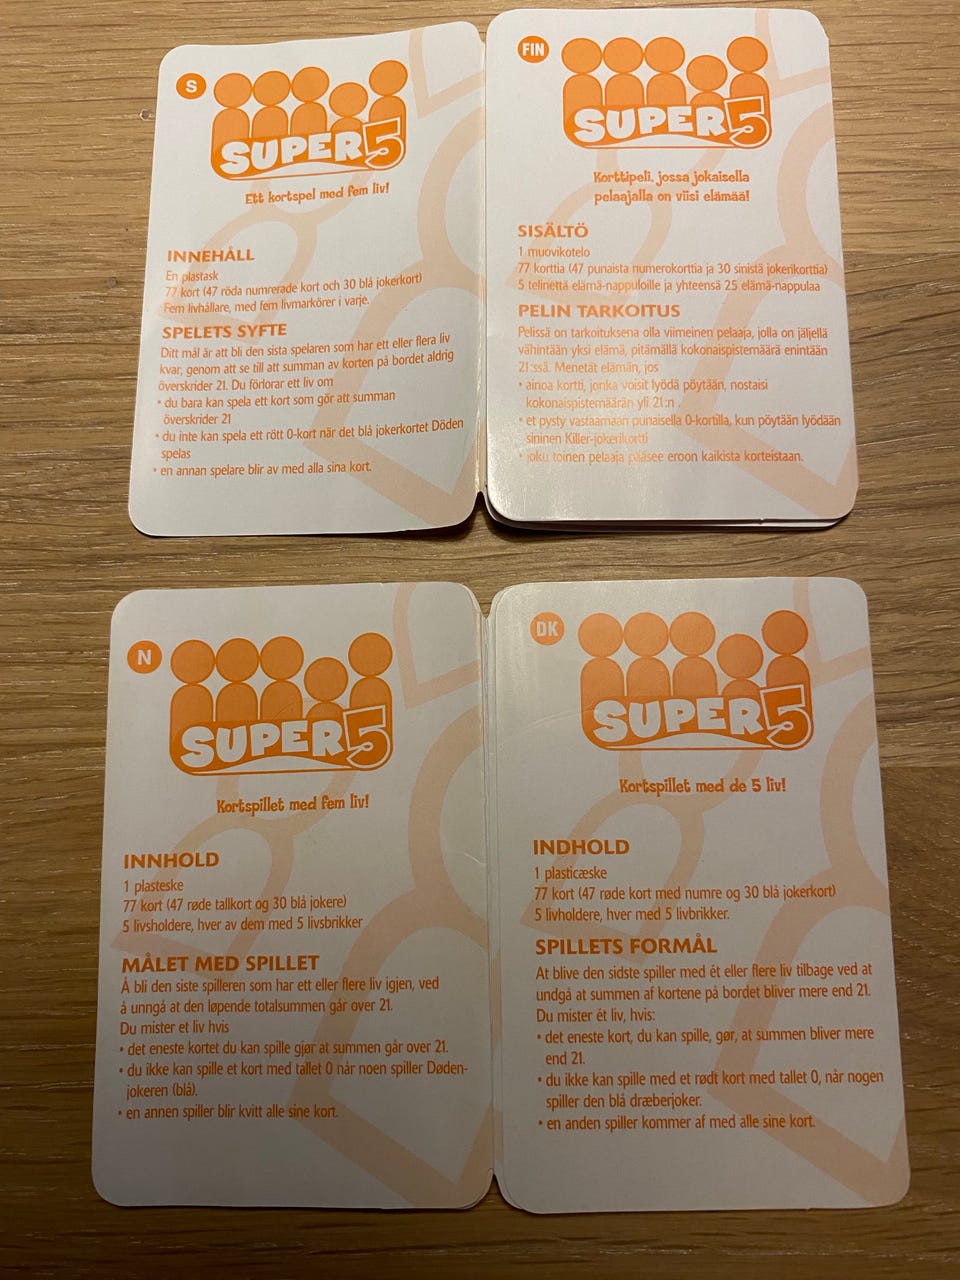 S
SUPER 5
Ett kortspel med fem liv!
INNEHÅLL
En plastask
77 kort (47 röda numrerade kort och 30 blå jokerkort)
Fem livhållare, med fem livmarkörer i varje.
SPELETS SYFTE
Ditt mål är att bli den sista spelaren som har ett eller flera liv
kvar, genom att se till att summan av korten på bordet aldrig
överskrider 21. Du förlorar ett liv om
• du bara kan spela ett kort som gör att summan
överskrider 21
• du inte kan spela ett rött 0-kort när det blå jokerkortet Döden
spelas
• en annan spelare blir av med alla sina kort.
FIN
SUPER 5
Korttipeli, jossa jokaisella
pelaajalla on viisi elämää!
SISÄLTÖ
1 muovikotelo
77 korttia (47 punaista numerokorttia ja 30 sinistä jokerikorttia)
5 telinettä elämä-nappuloille ja yhteensä 25 elämä-nappulaa
PELIN TARKOITUS
Pelissä on tarkoituksena olla viimeinen pelaaja, jolla on jäljellä
vähintään yksi elämä, pitämällä kokonaispistemäärä enintään
21:ssä. Menetät elämän, jos
• ainoa kortti, jonka voisit lyödä pöytään, nostaisi
kokonaispistemäärän yli 21:n .
• et pysty vastaamaan punaisella 0-kortilla, kun pöytään lyödään
sininen Killer-jokerikortti
• joku toinen pelaaja pääsee eroon kaikista korteistaan.
N
SUPER 5
Kortspillet med fem liv!
INNHOLD
1 plasteske
77 kort (47 røde tallkort og 30 blå jokere)
5 livsholdere, hver av dem med 5 livsbrikker
MÅLET MED SPILLET
Å bli den siste spilleren som har ett eller flere liv igjen, ved
å unngå at den løpende totalsummen går over 21.
Du mister et liv hvis
• det eneste kortet du kan spille gjør at summen går over 21.
• du ikke kan spille et kort med tallet 0 når noen spiller Døden-
jokeren (blå).
• en annen spiller blir kvitt alle sine kort.
DK
SUPER 5
Kortspillet med de 5 liv!
INDHOLD
1 plasticæske
77 kort (47 røde kort med numre og 30 blå jokerkort)
5 livholdere, hver med 5 livbrikker.
SPILLETS FORMÅL
At blive den sidste spiller med ét eller flere liv tilbage ved at
undgå at summen af kortene på bordet bliver mere end 21.
Du mister ét liv, hvis:
• det eneste kort, du kan spille, gør, at summen bliver mere
end 21.
• du ikke kan spille med et rødt kort med tallet 0, når nogen
spiller den blå dræberjoker.
• en anden spiller kommer af med alle sine kort.